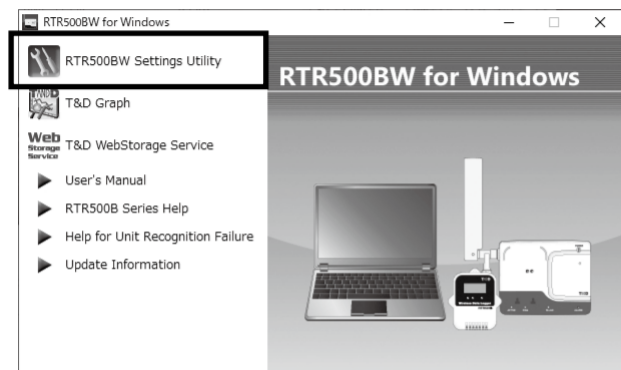 RTR500BW for Windows
RTR500BW Settings Utility
RTR500BW for Windows
T&D Graph
Web
Storage
Service
T&D WebStorage Service
User's Manual
RTR500B Series Help
Help for Unit Recognition Failure
Update Information